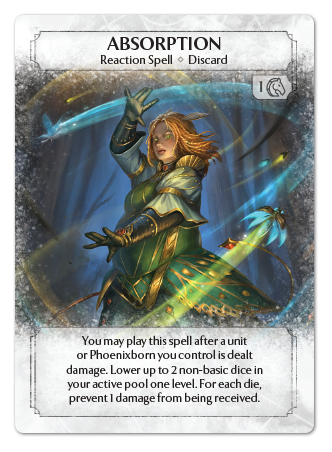 ABSORPTION
Reaction Spell ◇ Discard
1
You may play this spell after a unit
or Phoenixborn you control is dealt
damage. Lower up to 2 non-basic dice in
your active pool one level. For each die,
prevent 1 damage from being received.